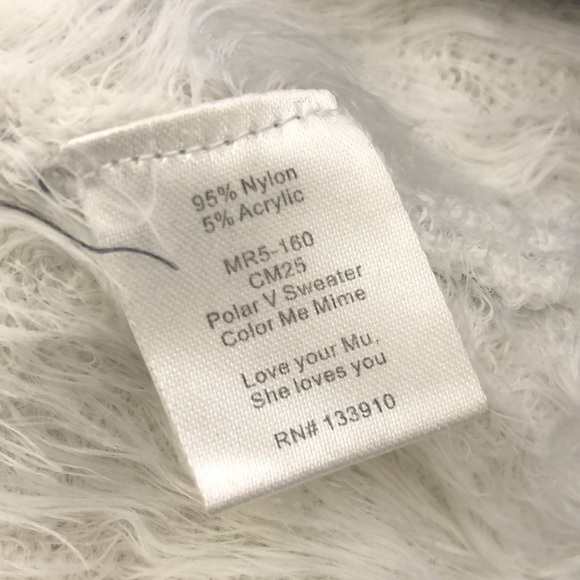 95% Nylon
5% Acrylic
MR5-160
CM25
Polar V Sweater
Color Me Mime
Love your Mu,
She loves you
RN# 133910